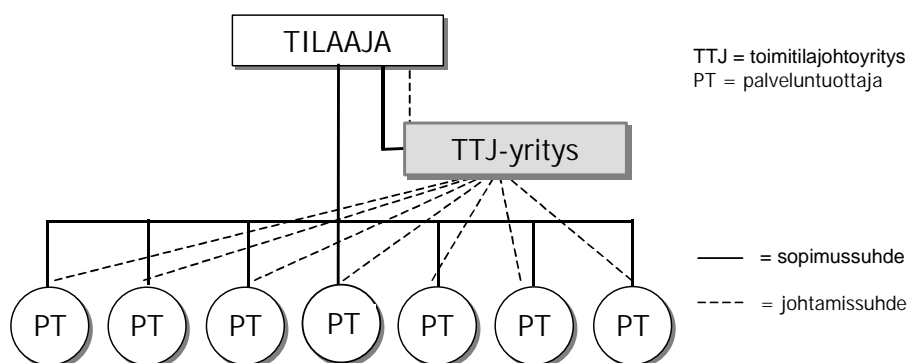 TILAAJA
TTJ = toimitilajohtoyritys
PT = palveluntuottaja
TTJ-yritys
= sopimussuhde
= johtamissuhde
PT PT PT PT PT PT PT